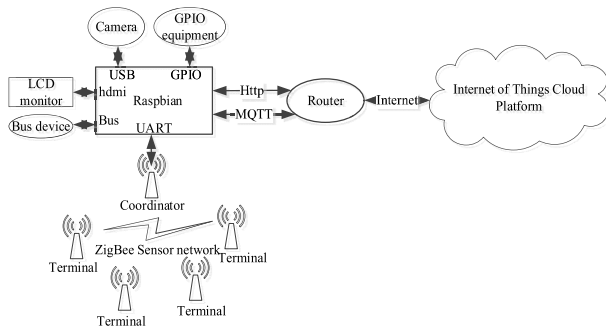 Camera
GPIO
equipment
USB
GPIO
LCD
monitor
hdmi
Raspbian
Http
Router
Internet
Internet of Things Cloud
Platform
Bus device
Bus
MQTT
UART
Coordinator
ZigBee Sensor network
Terminal
Terminal
Terminal
Terminal